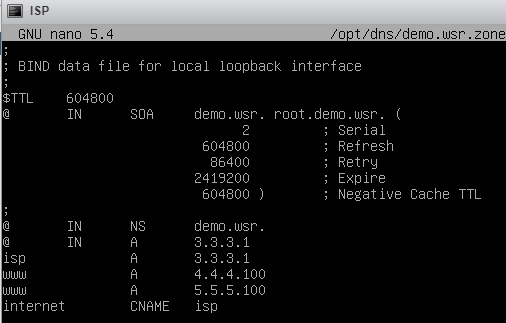 ISP
GNU nano 5.4 /opt/dns/demo.wsr.zone
;
; BIND data file for local loopback interface
;
$TTL 604800
@ IN SOA demo.wsr. root.demo.wsr. (
2 ; Serial
604800 ; Refresh
86400 ; Retry
2419200 ; Expire
604800 ) ; Negative Cache TTL
;
@ IN NS demo.wsr.
@ IN A 3.3.3.1
isp A 3.3.3.1
www A 4.4.4.100
www A 5.5.5.100
internet CNAME isp